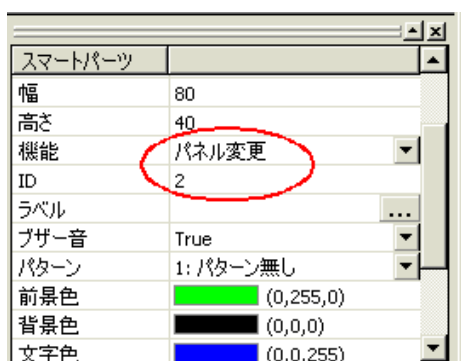 スマートパーツ
幅 80
高さ 40
機能 パネル変更
ID 2
ラベル ...
ブザー音 True
パターン 1: パターン無し
前景色 (0,255,0)
背景色 (0,0,0)
文字色 (0,0,255)